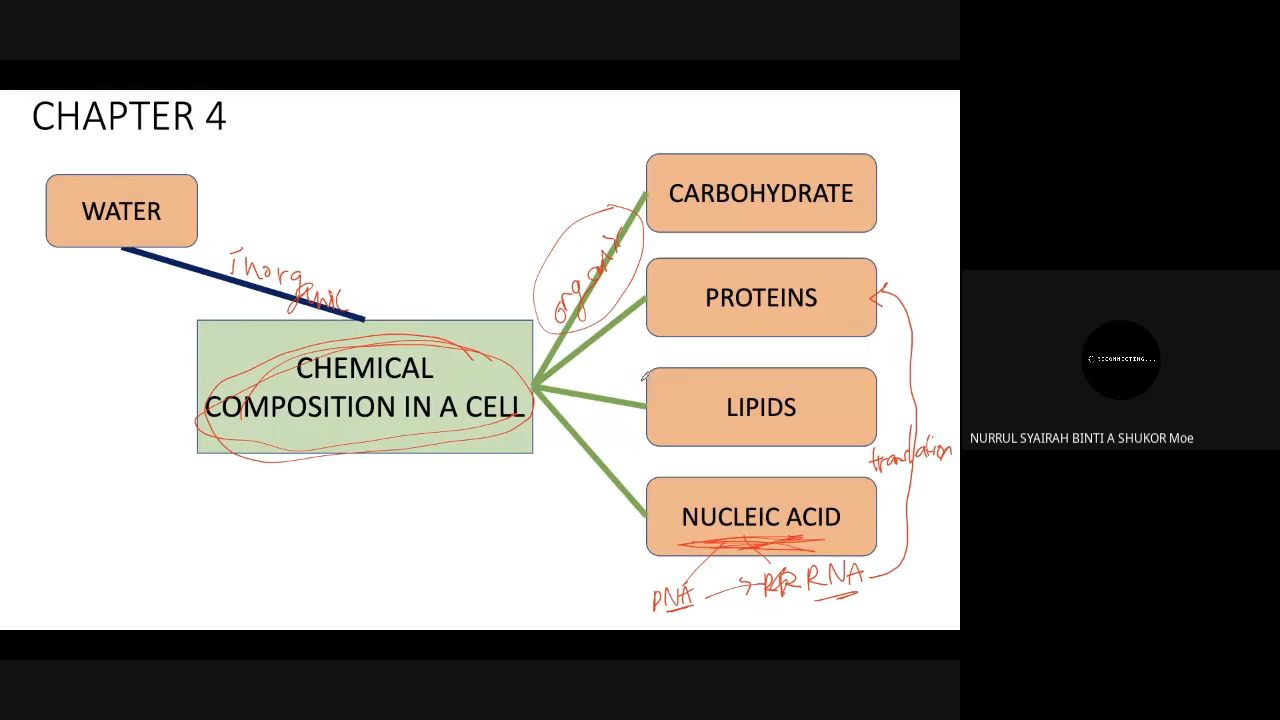 CHAPTER 4
WATER
inorganic
CHEMICAL
COMPOSITION IN A CELL
organic
CARBOHYDRATE
PROTEINS
LIPIDS
NUCLEIC ACID
translation
DNA
RNA
RECONNECTING...
NURRUL SYAIRAH BINTI A SHUKOR Moe